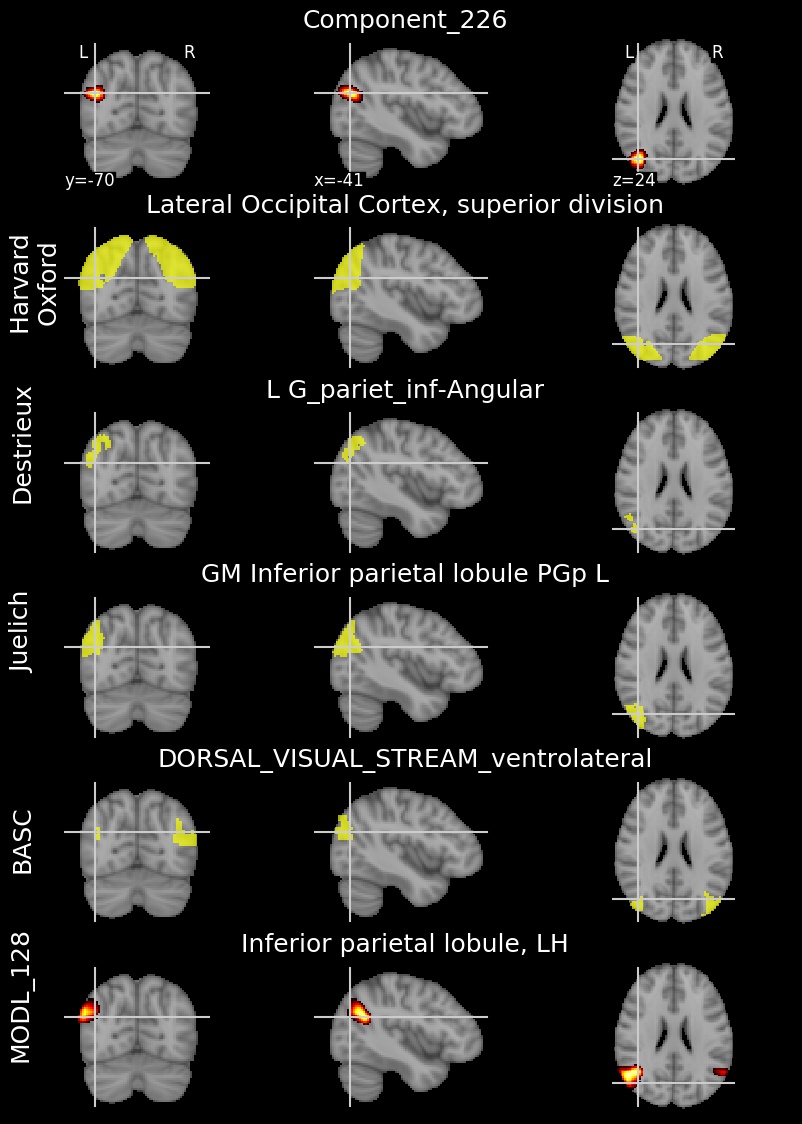 Component_226
L R
L R
y=-70
x=-41
z=24
Lateral Occipital Cortex, superior division
Harvard
Oxford
L G_pariet_inf-Angular
Destrieux
GM Inferior parietal lobule PGp L
Juelich
DORSAL_VISUAL_STREAM_ventrolateral
BASC
Inferior parietal lobule, LH
MODL_128